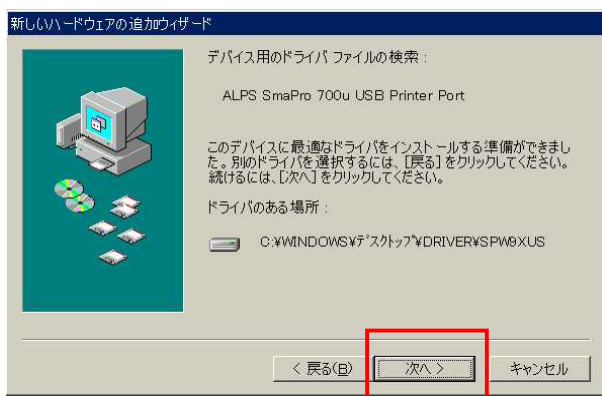 新しいハードウェアの追加ウィザード
デバイス用のドライバ ファイルの検索 :
ALPS SmaPro 700u USB Printer Port
このデバイスに最適なドライバをインストールする準備ができまし
た。別のドライバを選択するには、[戻る] をクリックしてください。
続けるには、[次へ] をクリックしてください。
ドライバのある場所 :
C:¥WINDOWS¥ﾃﾞｽｸﾄｯﾌﾟ¥DRIVER¥SPW9XUS
< 戻る(B)
次へ >
キャンセル